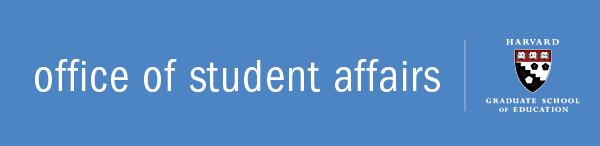 office of student affairs
HARVARD
GRADUATE SCHOOL
OF EDUCATION